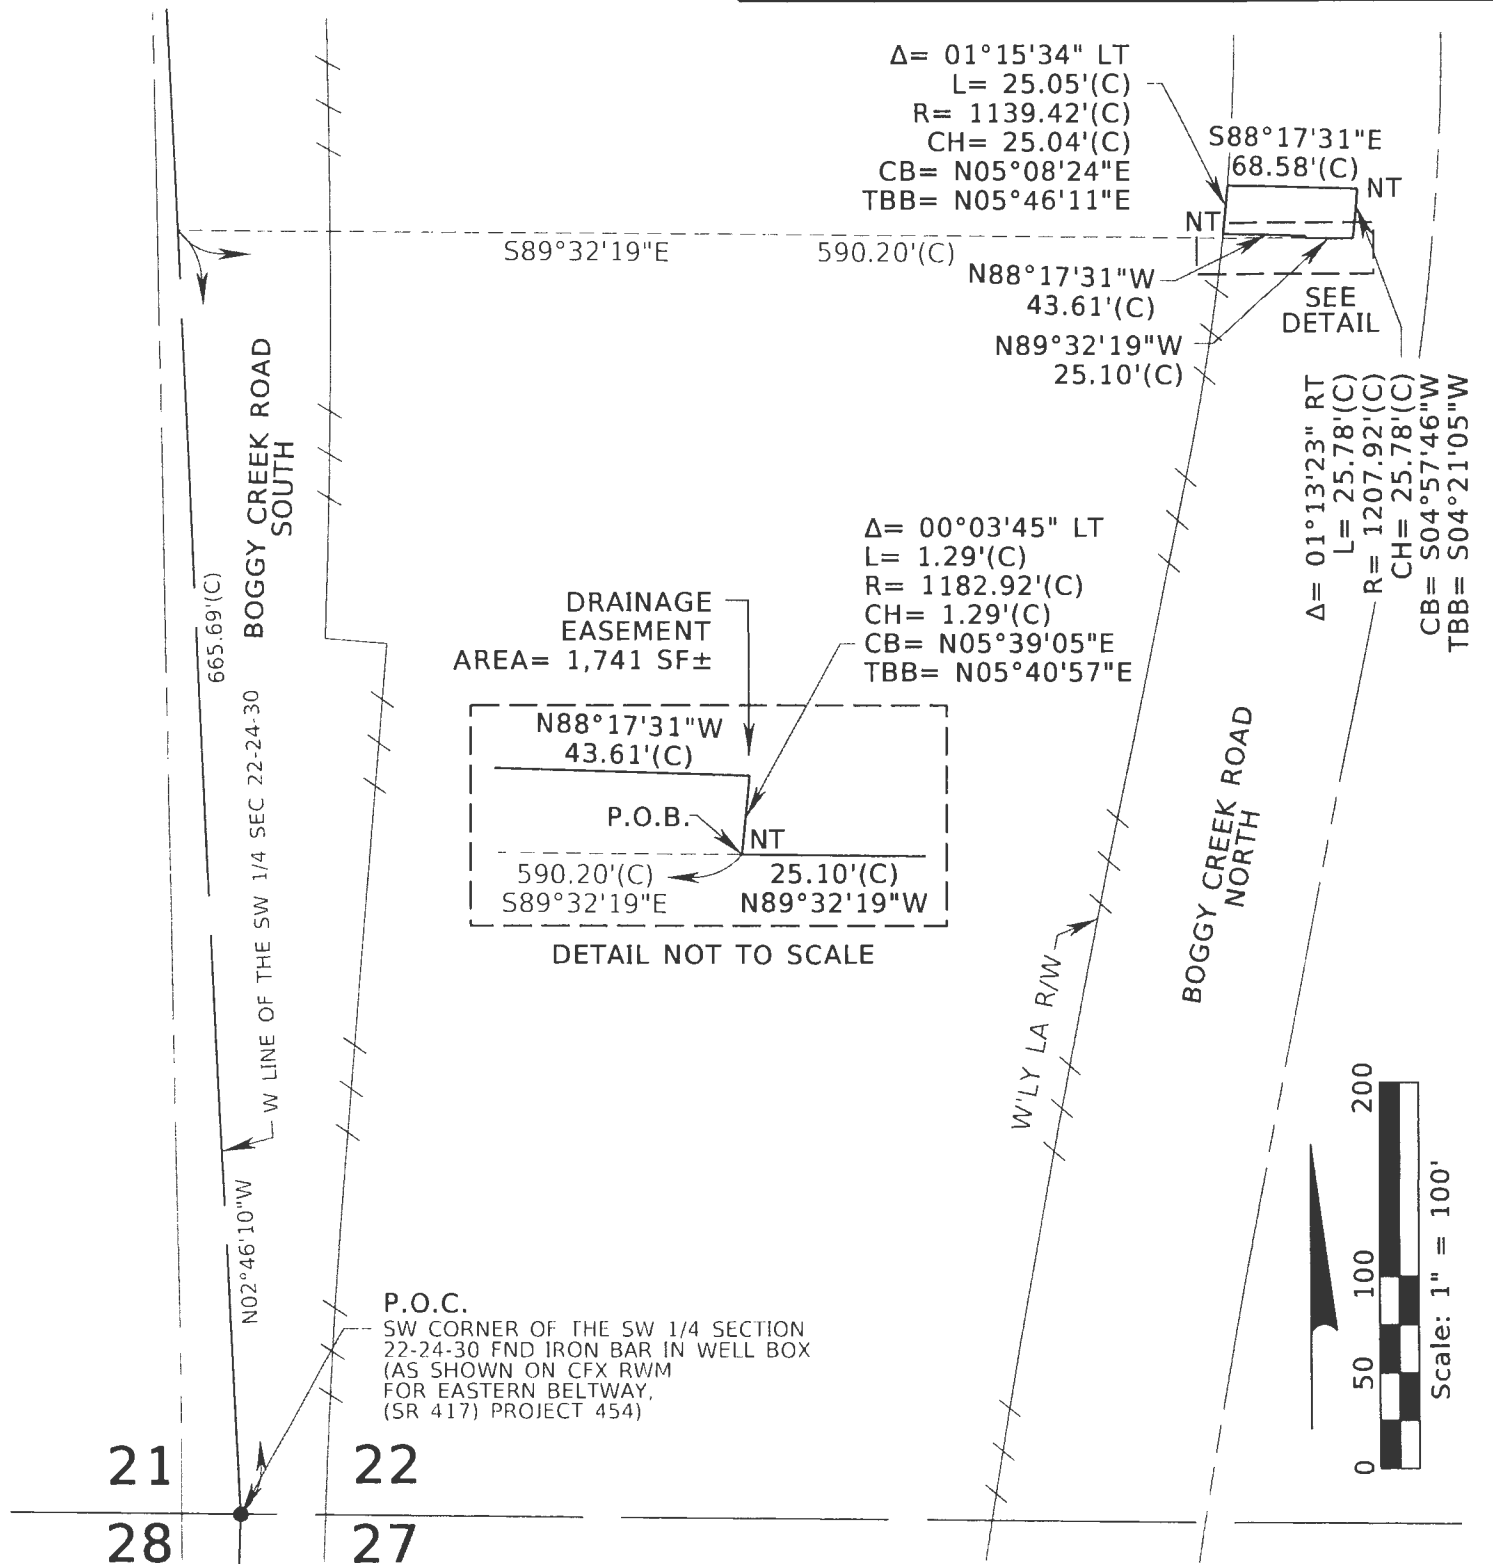 Δ= 01°15'34" LT
L= 25.05'(C)
R= 1139.42'(C)
CH= 25.04'(C)
CB= N05°08'24"E
TBB= N05°46'11"E
S88°17'31"E
68.58'(C)
NT
NT
S89°32'19"E 590.20'(C)
N88°17'31"W
43.61'(C)
SEE
DETAIL
N89°32'19"W
25.10'(C)
Δ= 01°13'23" RT
L= 25.78'(C)
R= 1207.92'(C)
CH= 25.78'(C)
CB= S04°57'46"W
TBB= S04°21'05"W
BOGGY CREEK ROAD
SOUTH
665.69'(C)
Δ= 00°03'45" LT
L= 1.29'(C)
R= 1182.92'(C)
CH= 1.29'(C)
CB= N05°39'05"E
TBB= N05°40'57"E
DRAINAGE
EASEMENT
AREA= 1,741 SF±
N88°17'31"W
43.61'(C)
P.O.B.
NT
590.20'(C)
S89°32'19"E
25.10'(C)
N89°32'19"W
DETAIL NOT TO SCALE
W LINE OF THE SW 1/4 SEC 22-24-30
BOGGY CREEK ROAD
NORTH
W'LY LA R/W
N02°46'10"W
P.O.C.
SW CORNER OF THE SW 1/4 SECTION
22-24-30 FND IRON BAR IN WELL BOX
(AS SHOWN ON CFX RWM
FOR EASTERN BELTWAY,
(SR 417) PROJECT 454)
0 50 100 200
Scale: 1" = 100'
21 22
28 27